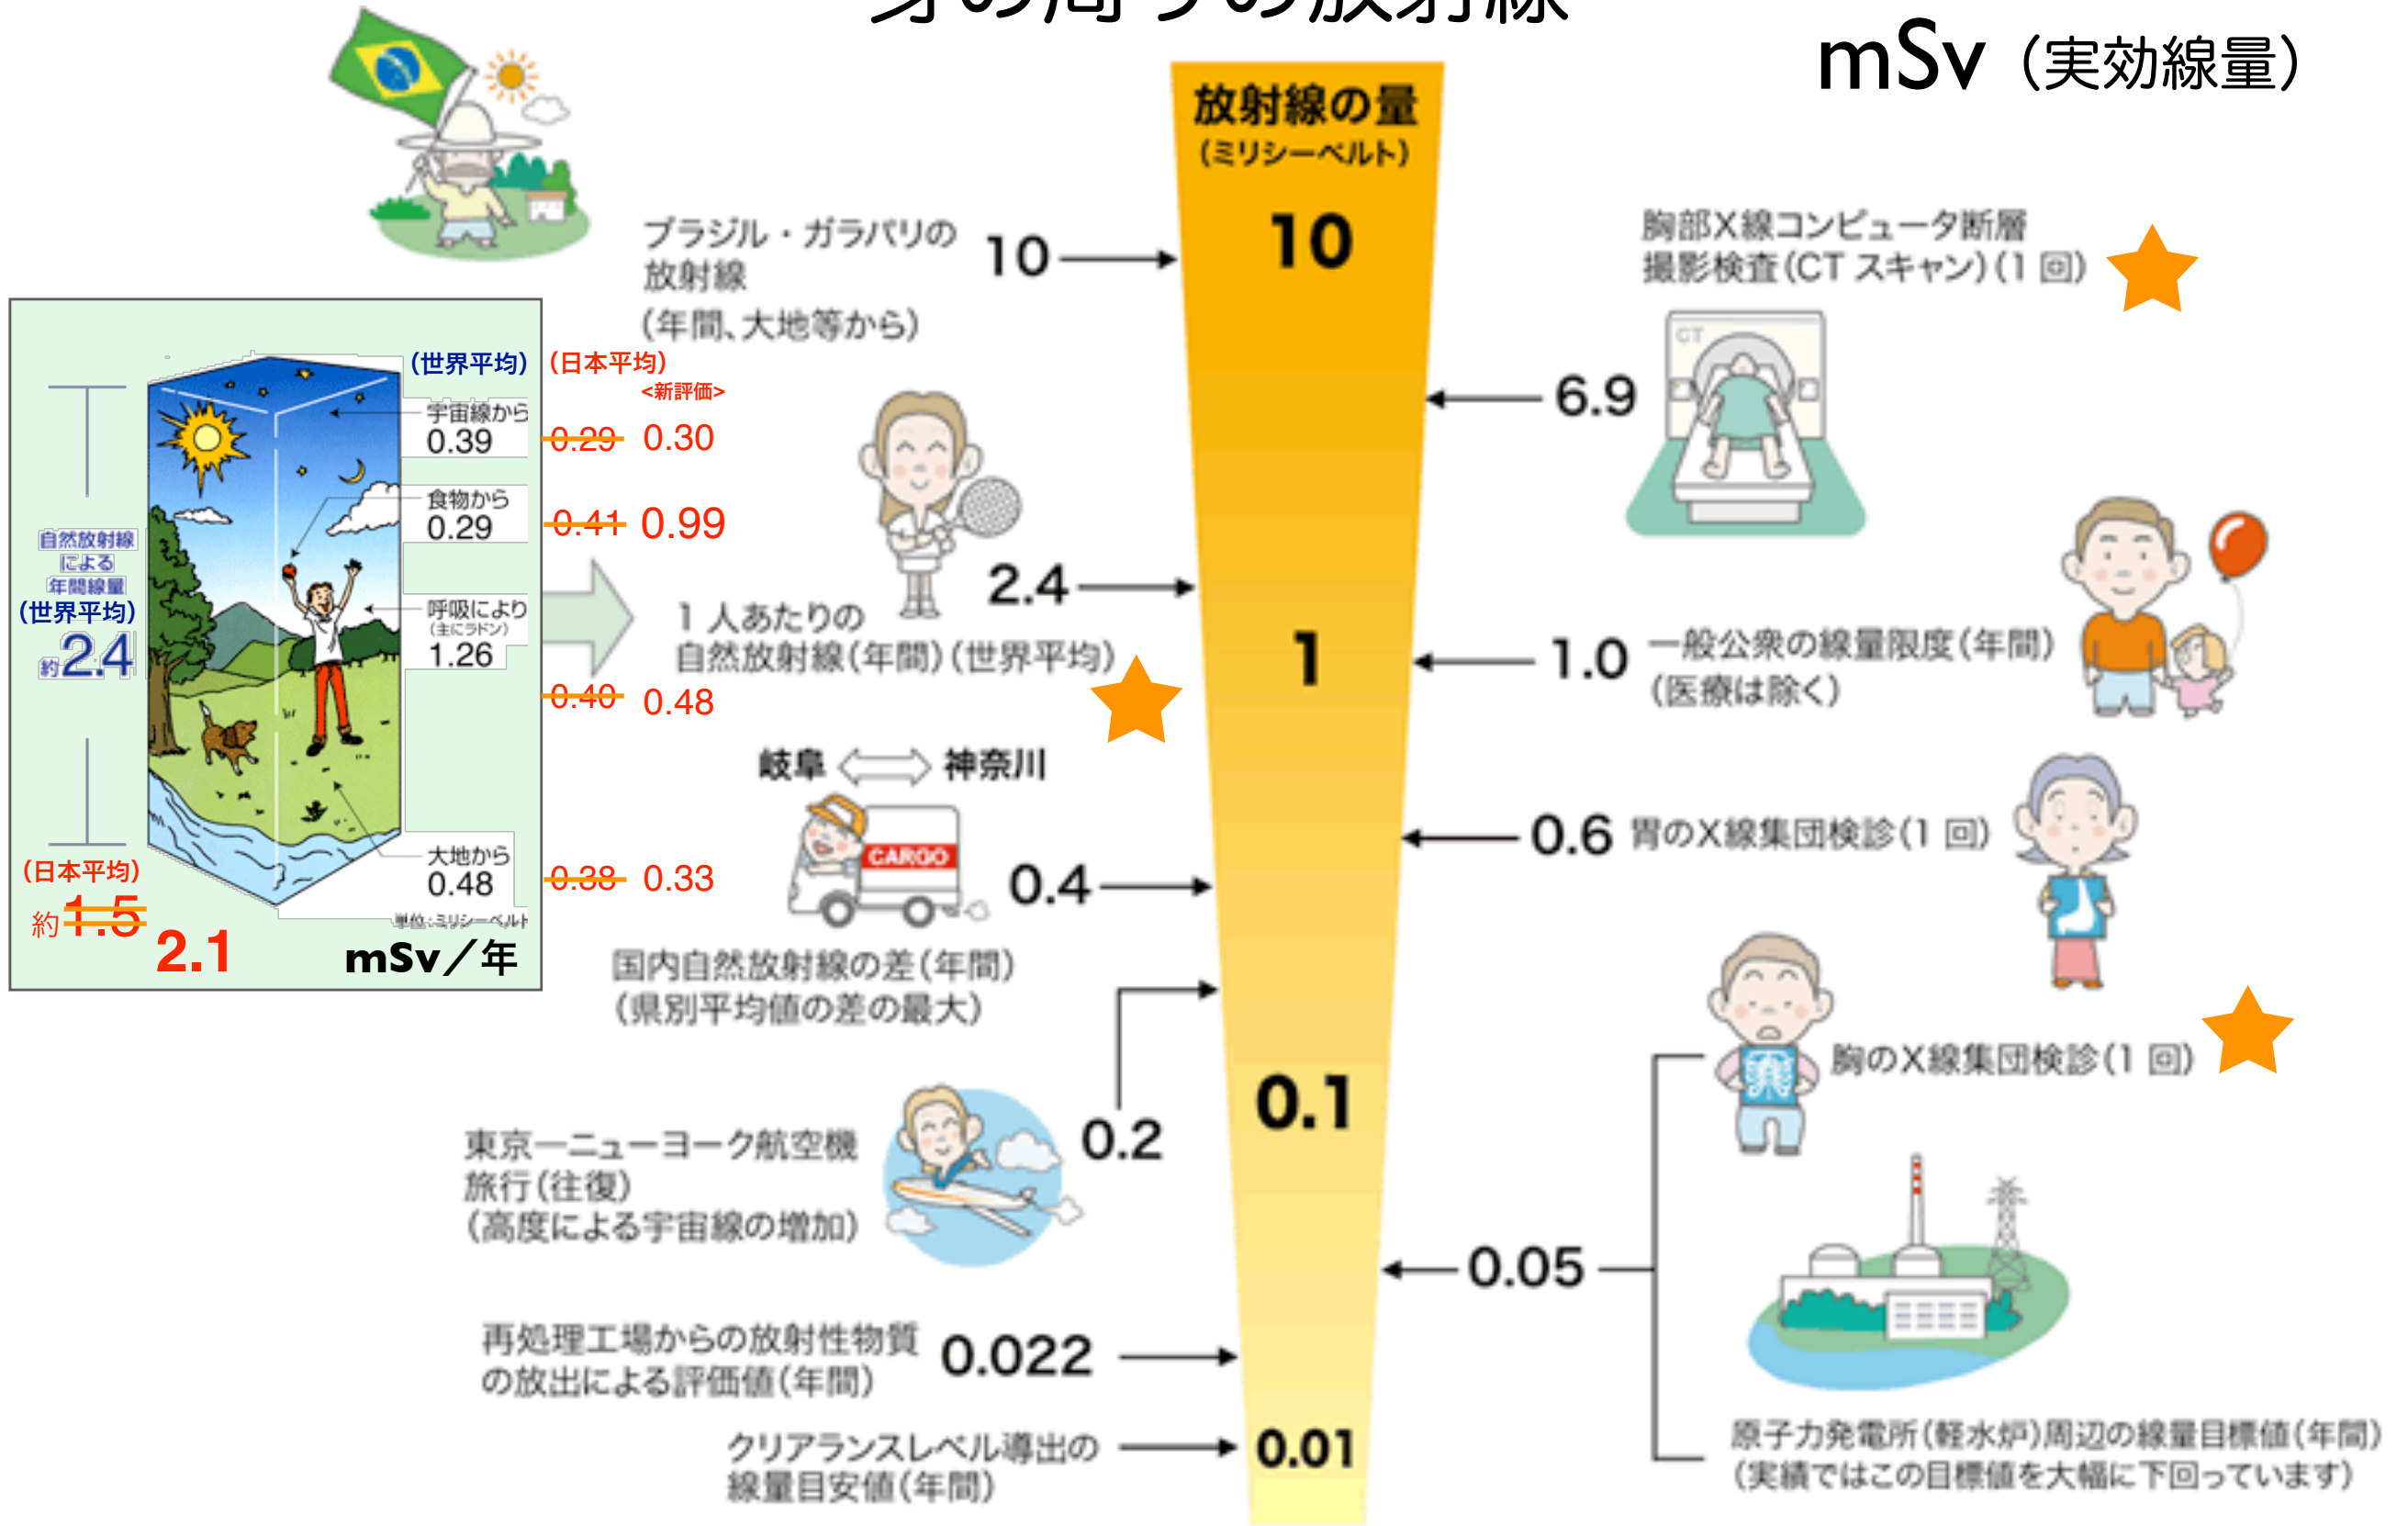 身の周りの放射線
mSv（実効線量）
放射線の量
（ミリシーベルト）
10
1
0.1
0.01
ブラジル・ガラパリの
放射線
（年間、大地等から）
10
（世界平均）
（日本平均）
<新評価>
宇宙線から
0.39
0.29 0.30
食物から
0.29
0.41 0.99
呼吸により
（主にラドン）
1.26
0.40 0.48
大地から
0.48
0.38 0.33
単位：ミリシーベルト
mSv／年
自然放射線
による
年間線量
（世界平均）
約2.4
（日本平均）
約1.5
2.1
2.4
1人あたりの
自然放射線（年間）（世界平均）
岐阜 神奈川
CARGO
0.4
国内自然放射線の差（年間）
（県別平均値の差の最大）
0.2
東京―ニューヨーク航空機
旅行（往復）
（高度による宇宙線の増加）
再処理工場からの放射性物質
の放出による評価値（年間）
0.022
クリアランスレベル導出の
線量目安値（年間）
胸部X線コンピュータ断層
撮影検査（CTスキャン）（1回）
CT
6.9
1.0
一般公衆の線量限度（年間）
（医療は除く）
0.6 胃のX線集団検診（1回）
胸のX線集団検診（1回）
0.05
原子力発電所（軽水炉）周辺の線量目標値（年間）
（実績ではこの目標値を大幅に下回っています）